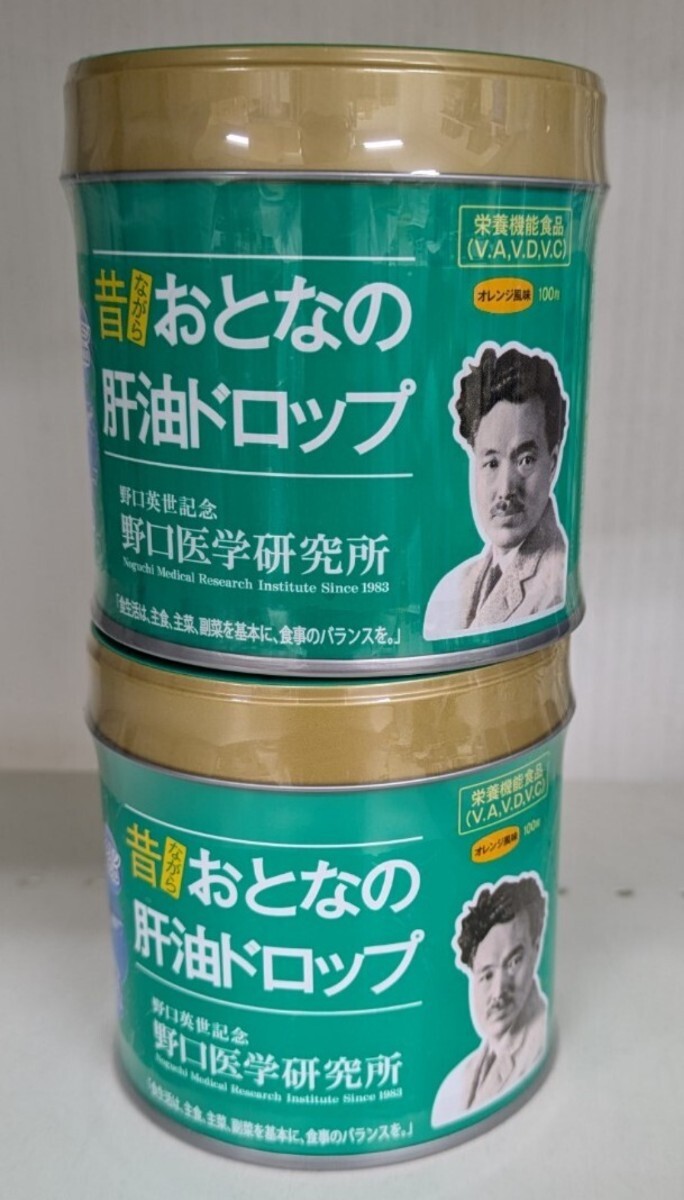 栄養機能食品
(V.A,V.D,V.C)
オレンジ風味 100粒
昔ながら おとなの
肝油ドロップ
野口英世記念
野口医学研究所
Noguchi Medical Research Institute Since 1983
「食生活は、主食、主菜、副菜を基本に、食事のバランスを。」
栄養機能食品
(V.A,V.D,V.C)
オレンジ風味 100粒
昔ながら おとなの
肝油ドロップ
野口英世記念
野口医学研究所
Noguchi Medical Research Institute Since 1983
「食生活は、主食、主菜、副菜を基本に、食事のバランスを。」